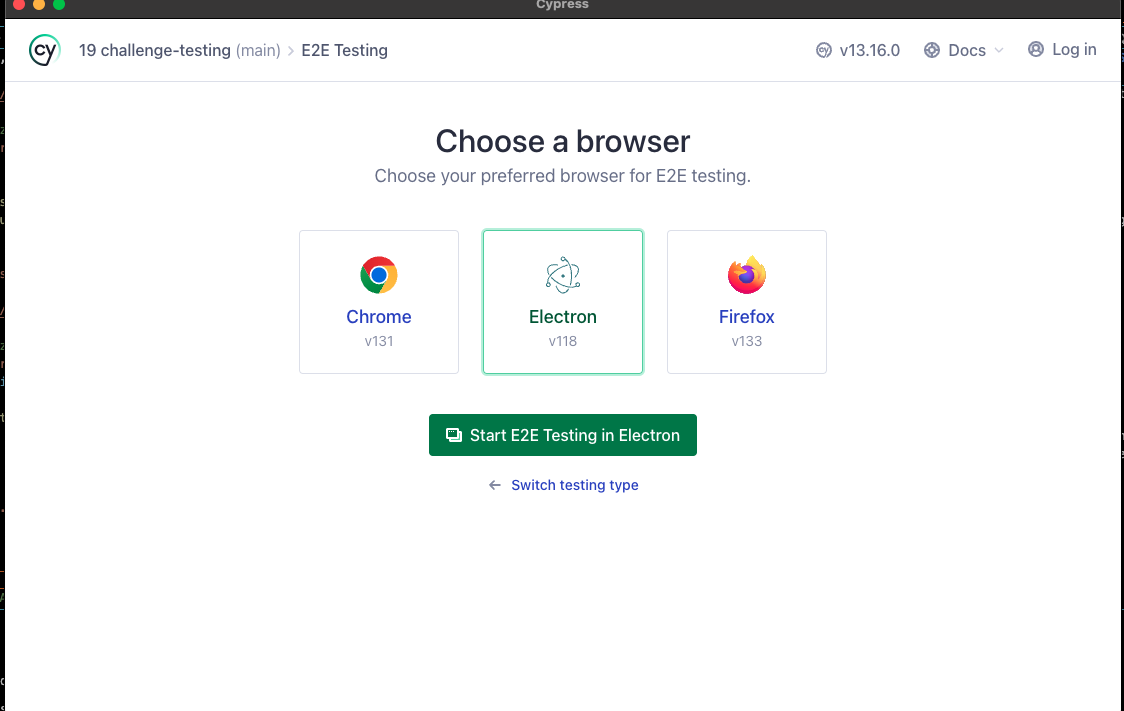 Cypress
cy 19 challenge-testing (main) > E2E Testing
v13.16.0 Docs Log in
Choose a browser
Choose your preferred browser for E2E testing.
Chrome
v131
Electron
v118
Firefox
v133
Start E2E Testing in Electron
← Switch testing type